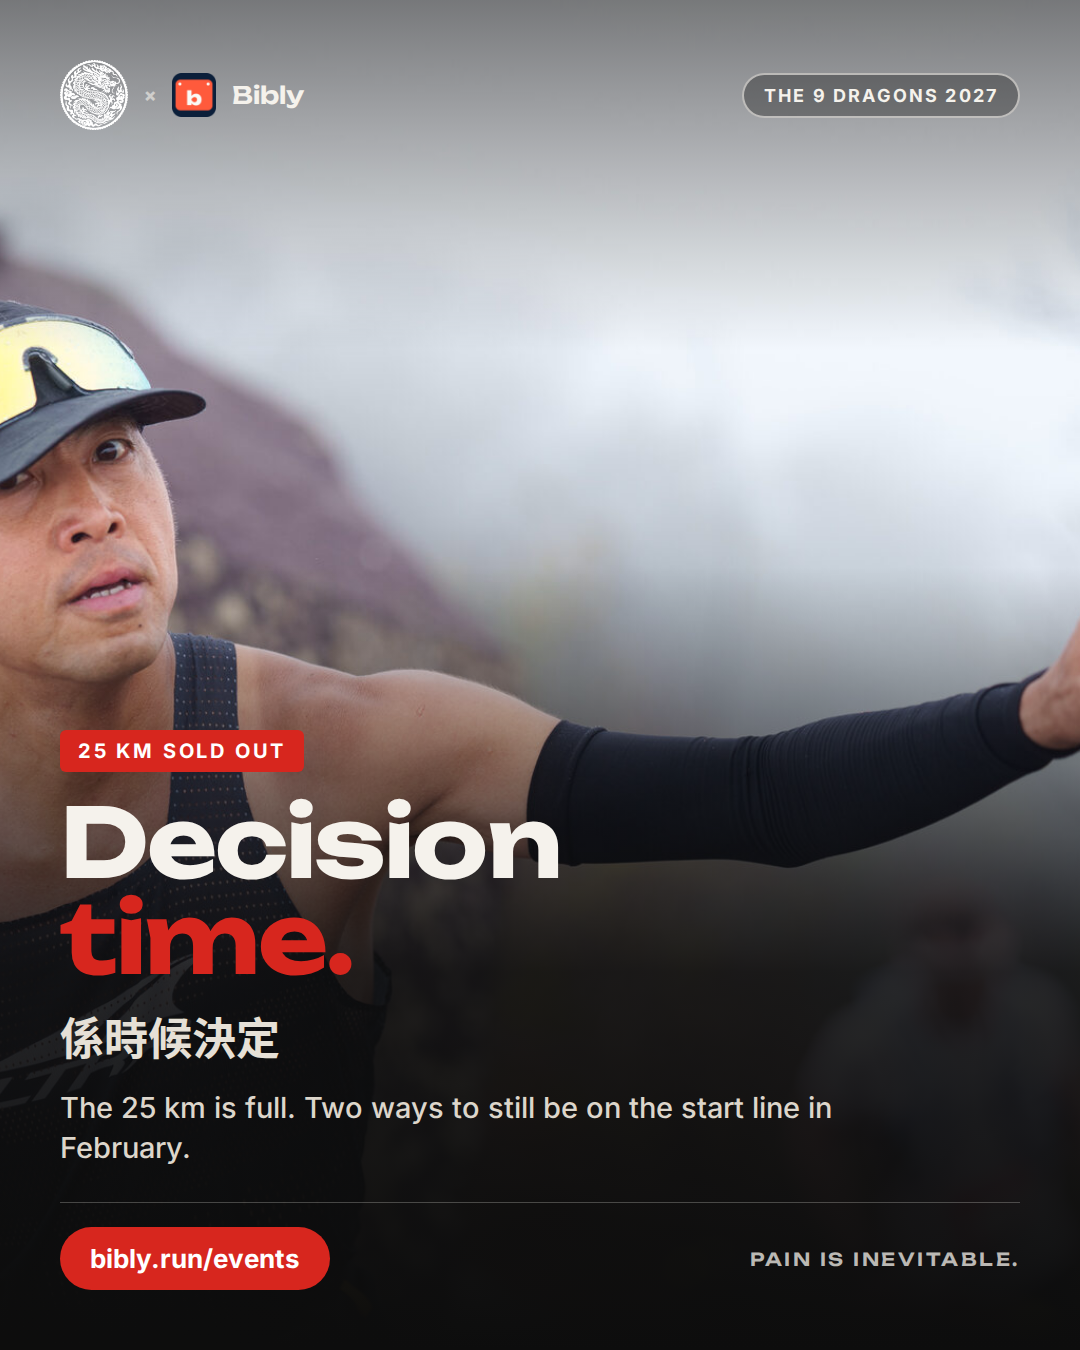 × b Bibly
THE 9 DRAGONS 2027
25 KM SOLD OUT
Decision
time.
係時候決定
The 25 km is full. Two ways to still be on the start line in
February.
bibly.run/events
PAIN IS INEVITABLE.